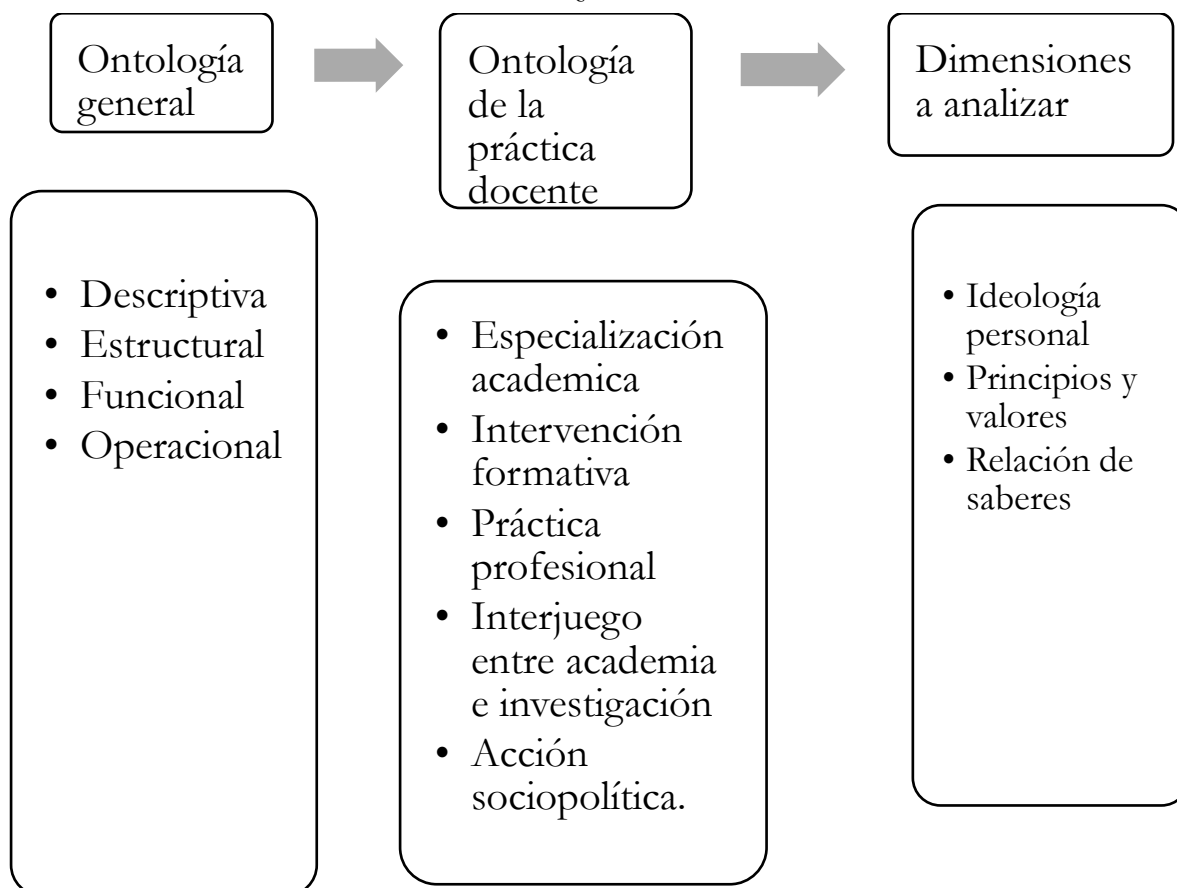 Ontología
general
Ontología
de la
práctica
docente
Dimensiones
a analizar
• Descriptiva
• Estructural
• Funcional
• Operacional
• Especialización
academica
• Intervención
formativa
• Práctica
profesional
• Interjuego
entre academia
e investigación
• Acción
sociopolítica.
• Ideología
personal
• Principios y
valores
• Relación de
saberes